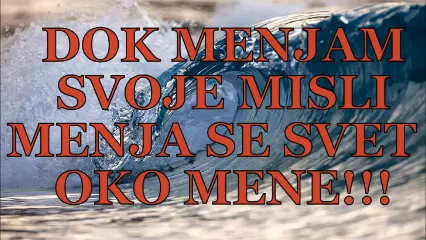 DOK MENJAM
SVOJE MISLI
MENJA SE SVET
OKO MENE!!!